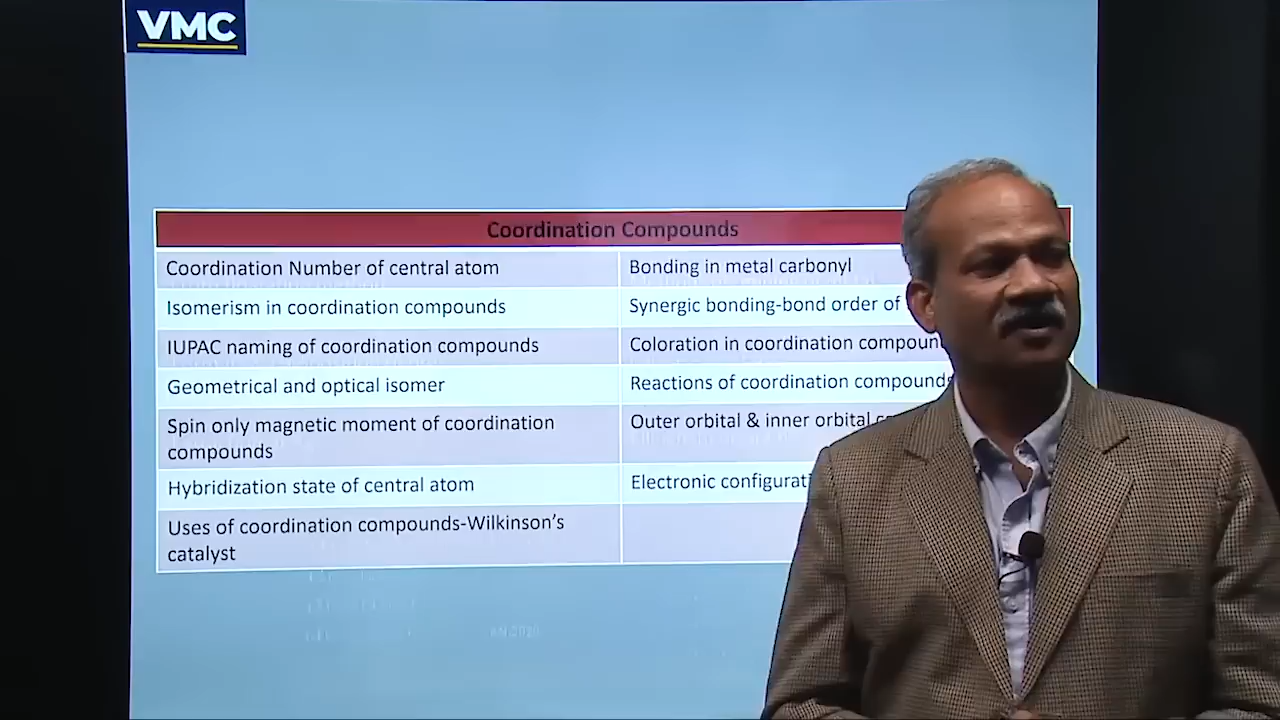 VMC
Coordination Compounds
Coordination Number of central atom
Bonding in metal carbonyl
Isomerism in coordination compounds
Synergic bonding-bond order of
IUPAC naming of coordination compounds
Coloration in coordination compoun
Geometrical and optical isomer
Reactions of coordination compounds
Spin only magnetic moment of coordination
compounds
Outer orbital & inner orbital
Hybridization state of central atom
Electronic configurati
Uses of coordination compounds-Wilkinson’s
catalyst